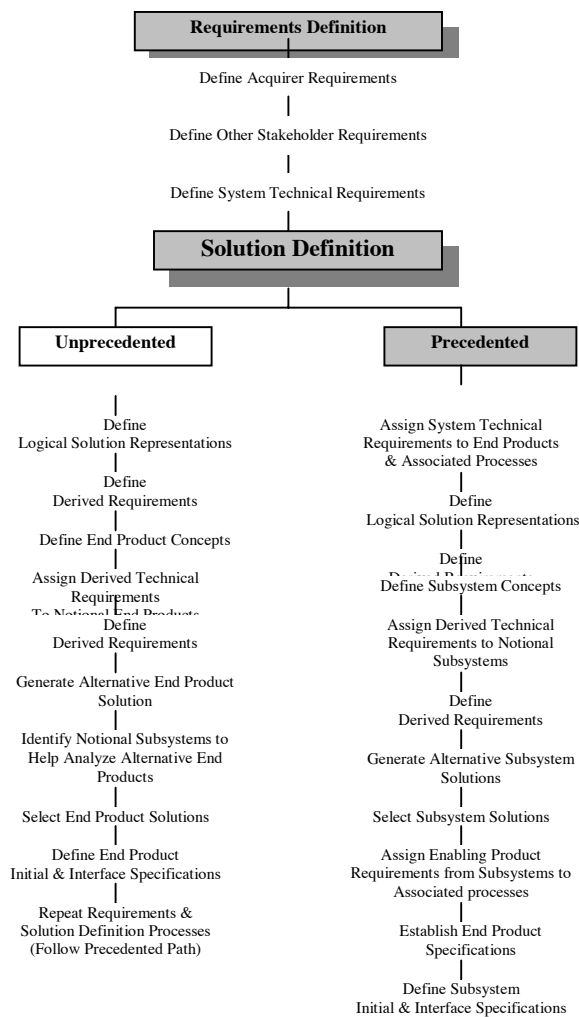 Requirements Definition
Define Acquirer Requirements
Define Other Stakeholder Requirements
Define System Technical Requirements
Solution Definition
Unprecedented
Define
Logical Solution Representations
Define
Derived Requirements
Define End Product Concepts
Assign Derived Technical
Requirements
To Notional End Products
Define
Derived Requirements
Generate Alternative End Product
Solution
Identify Notional Subsystems to
Help Analyze Alternative End
Products
Select End Product Solutions
Define End Product
Initial & Interface Specifications
Repeat Requirements &
Solution Definition Processes
(Follow Precedented Path)
Precedented
Assign System Technical
Requirements to End Products
& Associated Processes
Define
Logical Solution Representations
Define
Derived Requirements
Define Subsystem Concepts
Assign Derived Technical
Requirements to Notional
Subsystems
Define
Derived Requirements
Generate Alternative Subsystem
Solutions
Select Subsystem Solutions
Assign Enabling Product
Requirements from Subsystems to
Associated processes
Establish End Product
Specifications
Define Subsystem
Initial & Interface Specifications